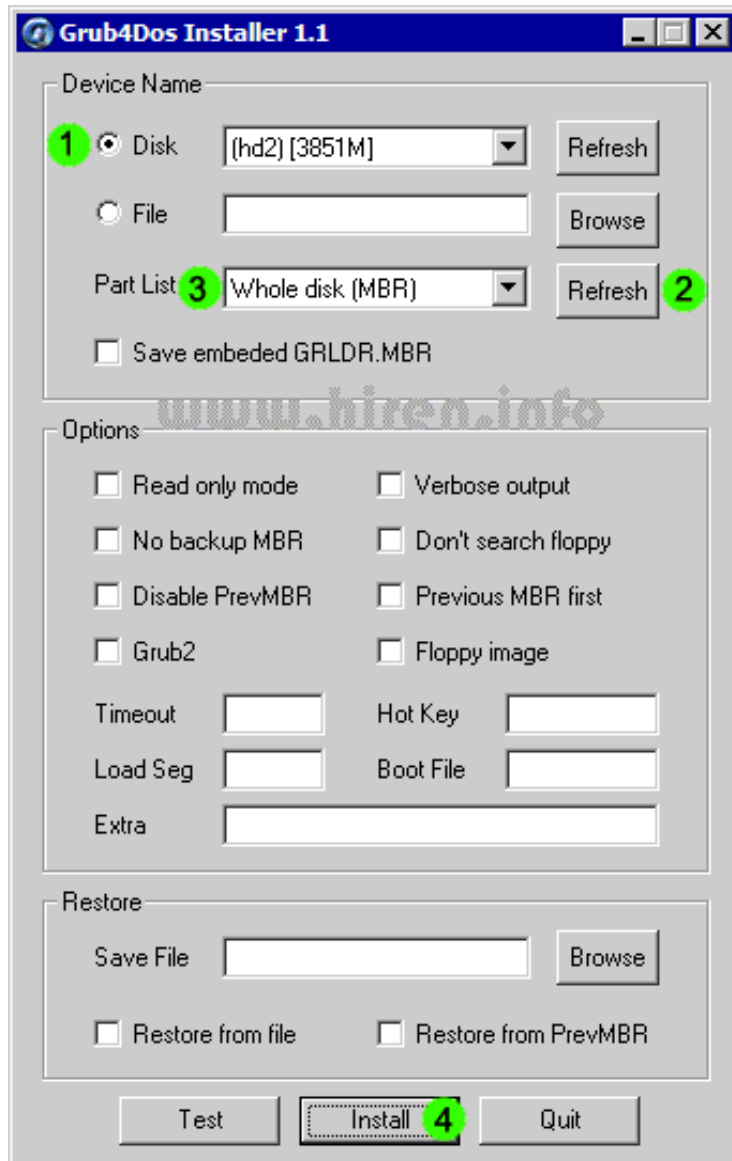 Grub4Dos Installer 1.1
Device Name
1 Disk (hd2) [3851M] Refresh
File Browse
Part List 3 Whole disk (MBR) Refresh 2
Save embeded GRLDR.MBR
www.hiren.info
Options
Read only mode Verbose output
No backup MBR Don't search floppy
Disable PrevMBR Previous MBR first
Grub2 Floppy image
Timeout Hot Key
Load Seg Boot File
Extra
Restore
Save File Browse
Restore from file Restore from PrevMBR
Test Install 4 Quit